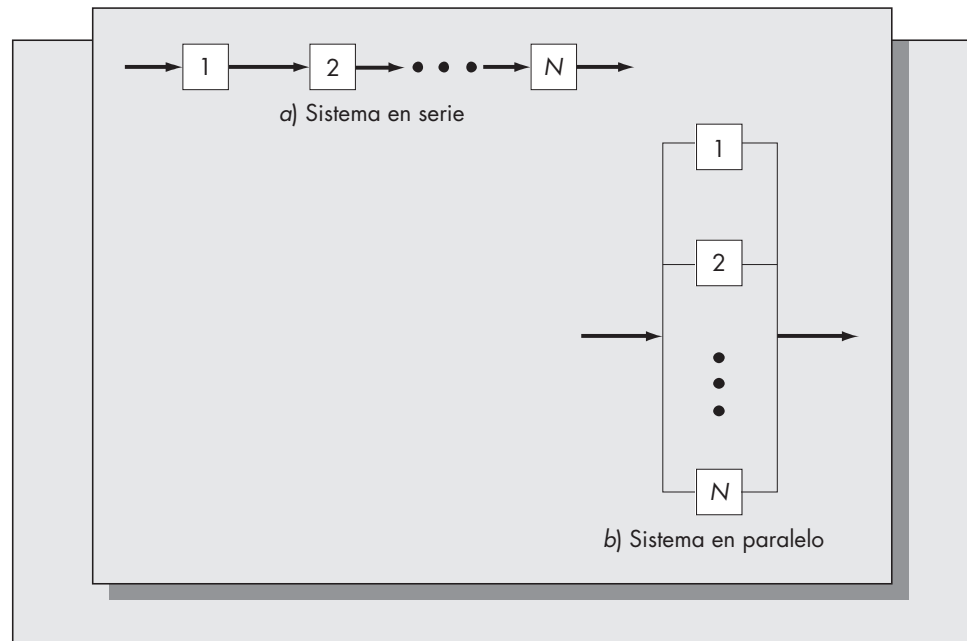 1 2 N
a) Sistema en serie
1
2
N
b) Sistema en paralelo